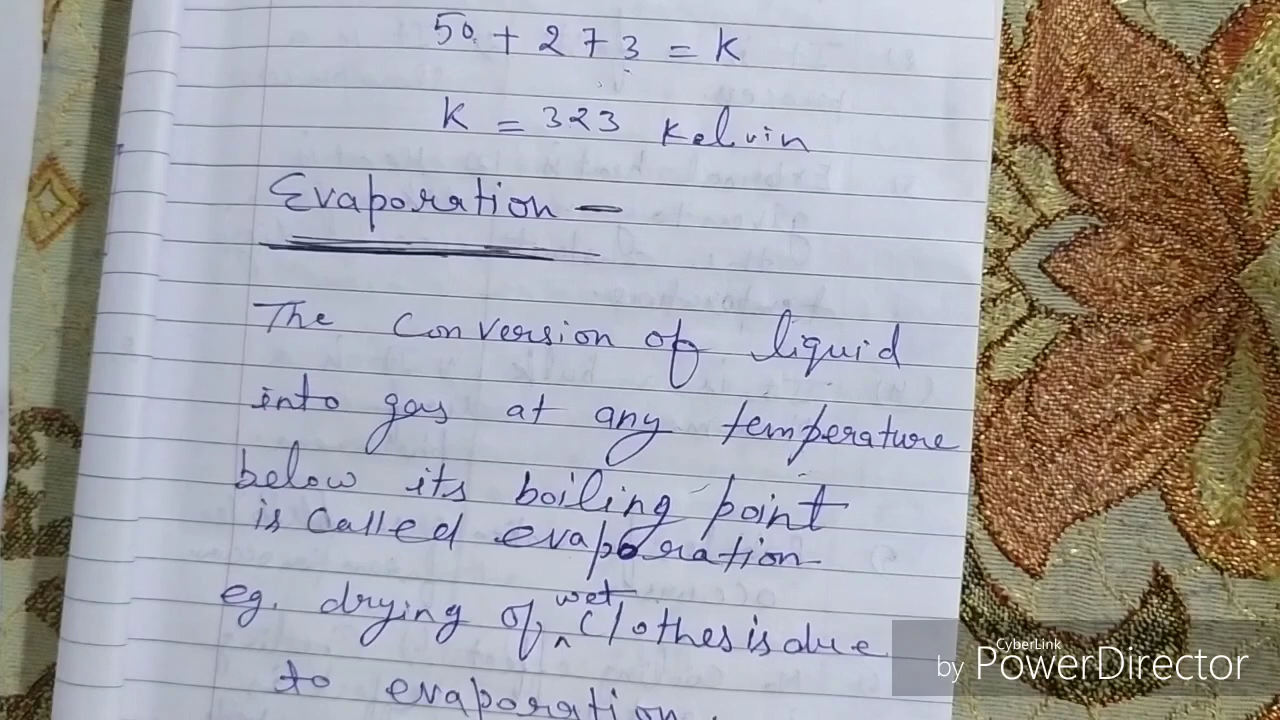 50 + 273 = K
K = 323 Kelvin
Evaporation —
The conversion of liquid
into gas at any temperature
below its boiling point
is called evaporation
eg. drying of wet clothes is due
to evaporation.
CyberLink
by PowerDirector